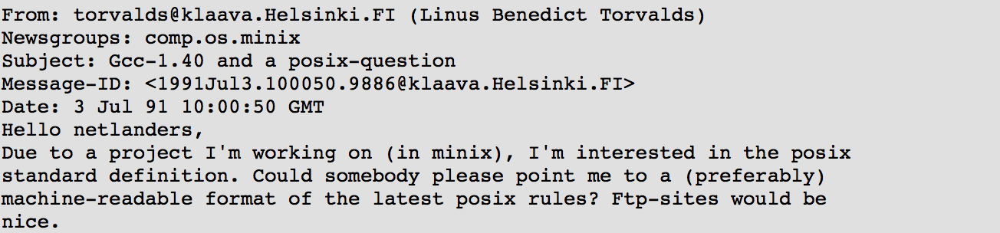 From: torvalds@klaava.Helsinki.FI (Linus Benedict Torvalds)
Newsgroups: comp.os.minix
Subject: Gcc-1.40 and a posix-question
Message-ID: <1991Jul3.100050.9886@klaava.Helsinki.FI>
Date: 3 Jul 91 10:00:50 GMT
Hello netlanders,
Due to a project I'm working on (in minix), I'm interested in the posix
standard definition. Could somebody please point me to a (preferably)
machine-readable format of the latest posix rules? Ftp-sites would be
nice.